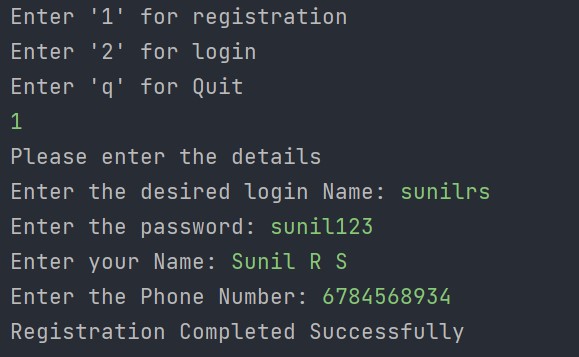 Enter '1' for registration
Enter '2' for login
Enter 'q' for Quit
1
Please enter the details
Enter the desired login Name: sunilrs
Enter the password: sunil123
Enter your Name: Sunil R S
Enter the Phone Number: 6784568934
Registration Completed Successfully